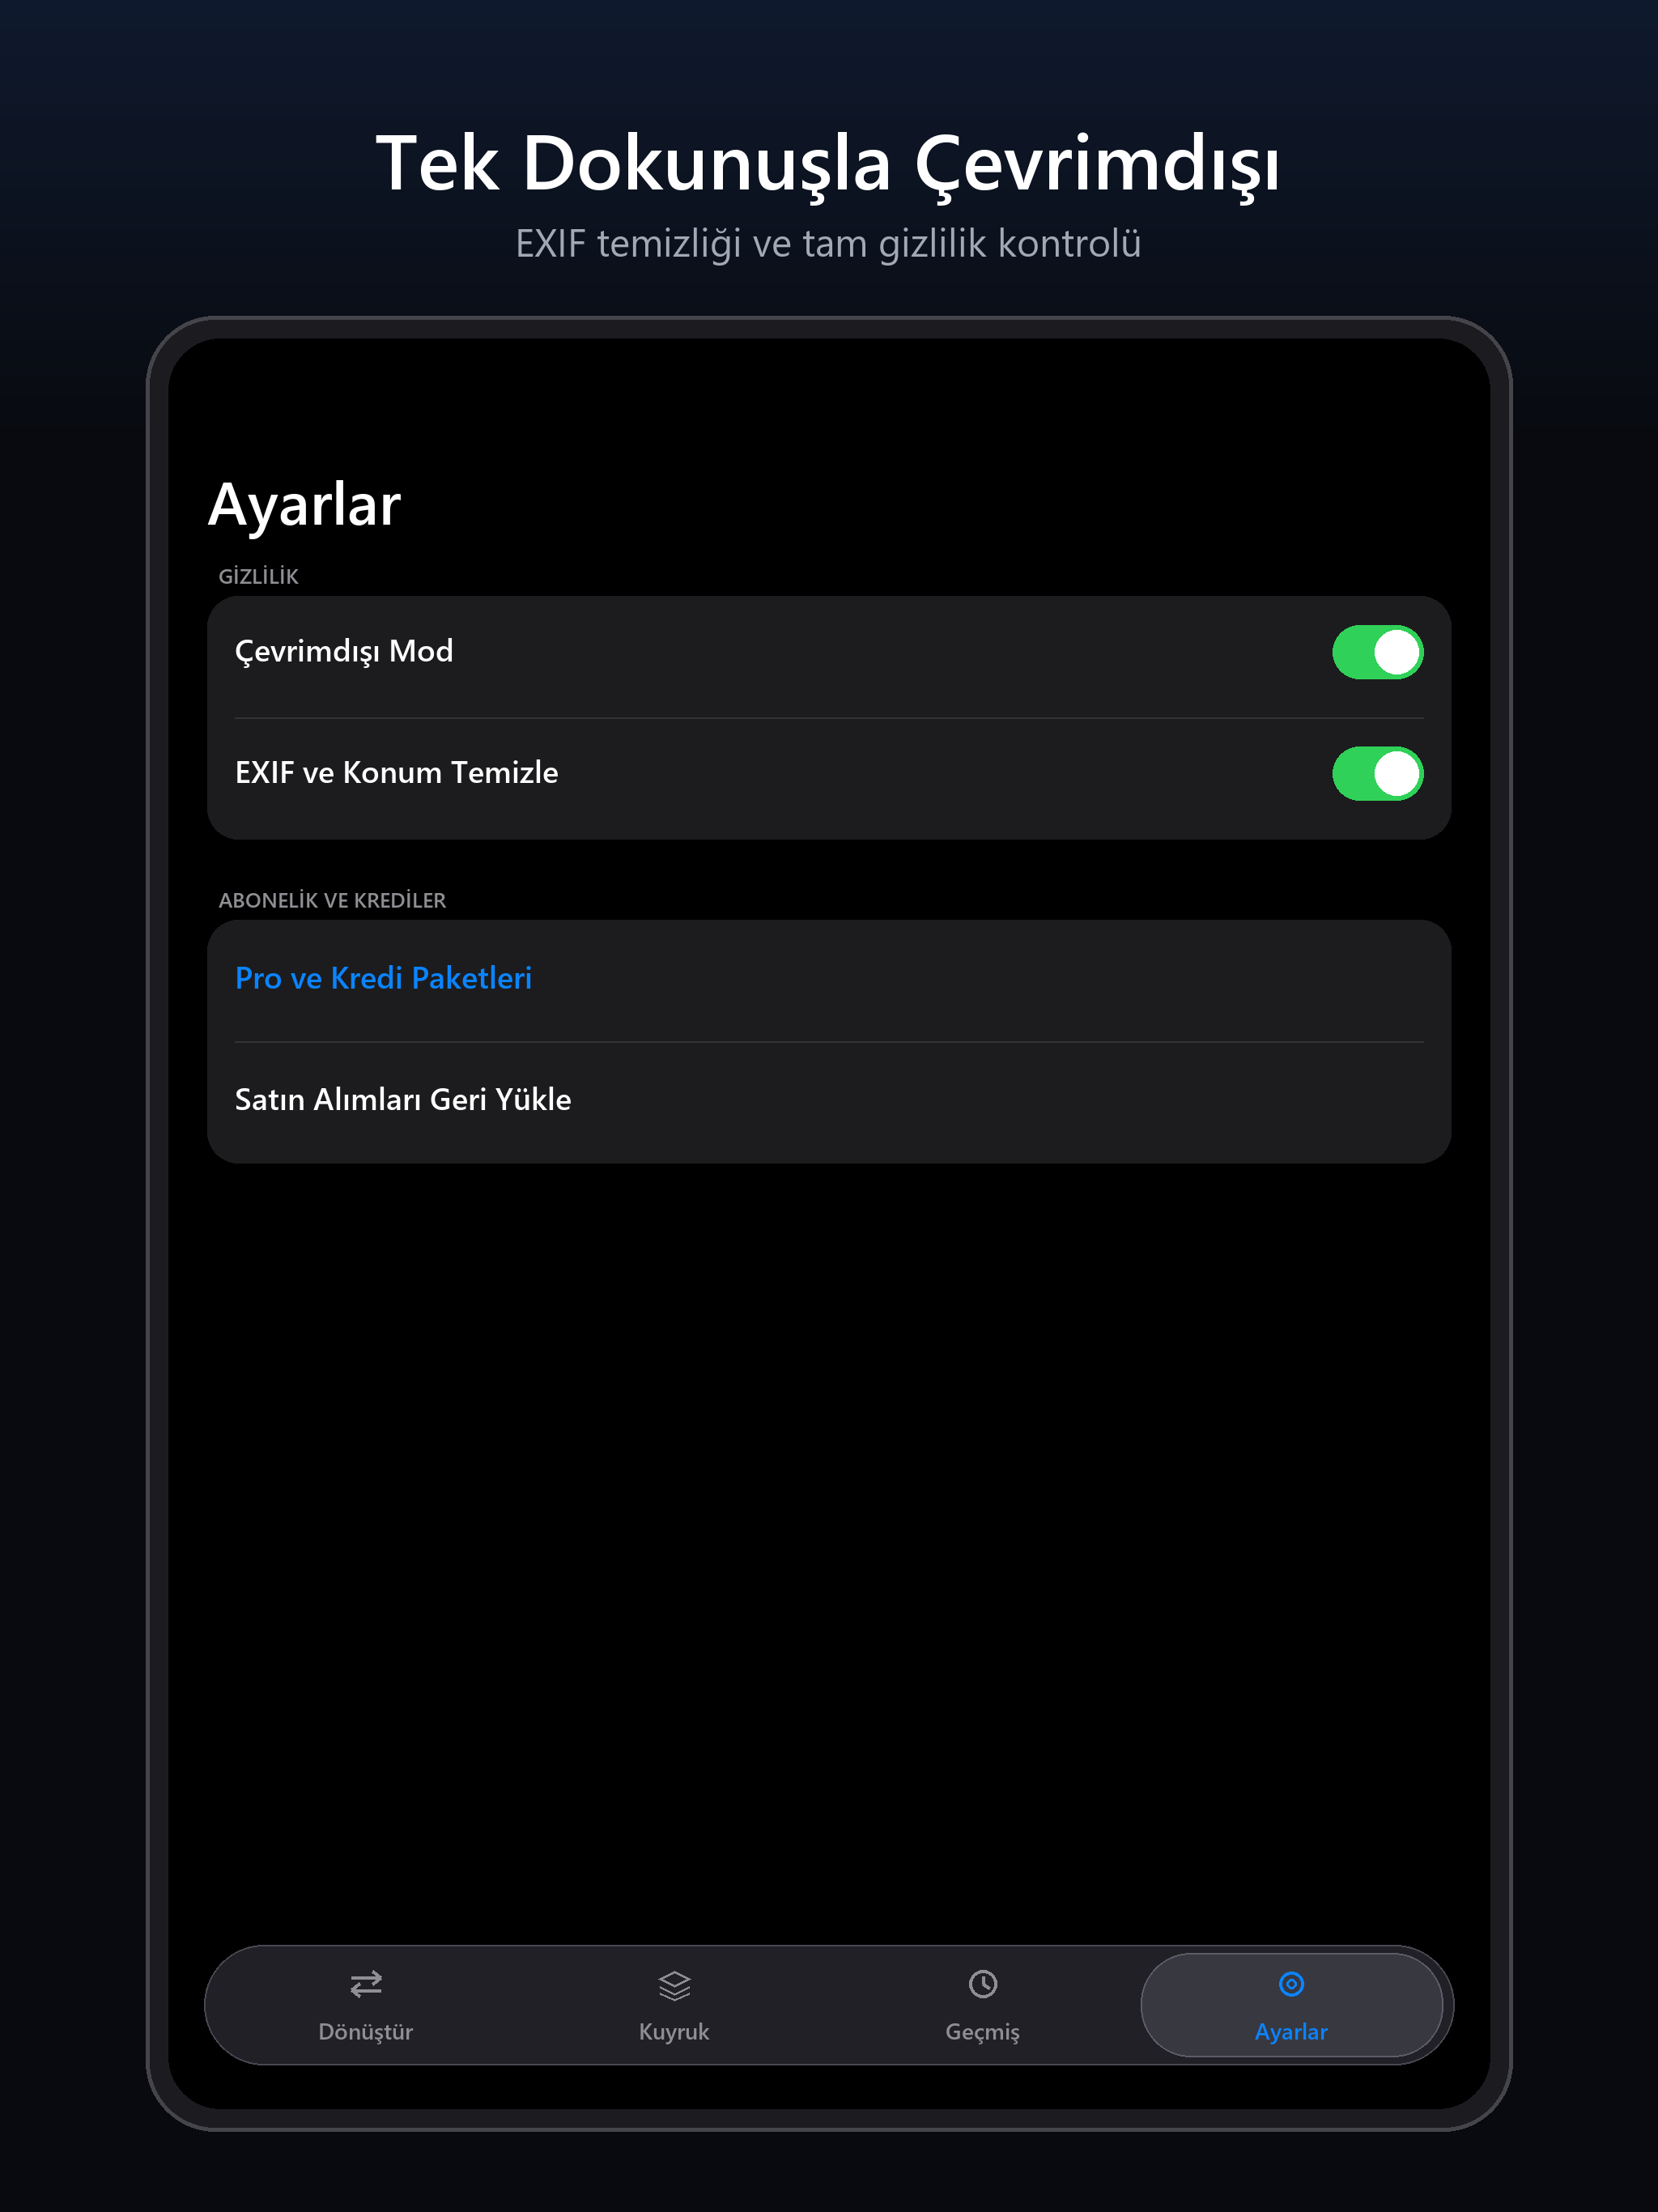 Tek Dokunuşla Çevrimdışı
EXIF temizliği ve tam gizlilik kontrolü
Ayarlar
GİZLİLİK
Çevrimdışı Mod
EXIF ve Konum Temizle
ABONELİK VE KREDİLER
Pro ve Kredi Paketleri
Satın Alımları Geri Yükle
Dönüştür
Kuyruk
Geçmiş
Ayarlar